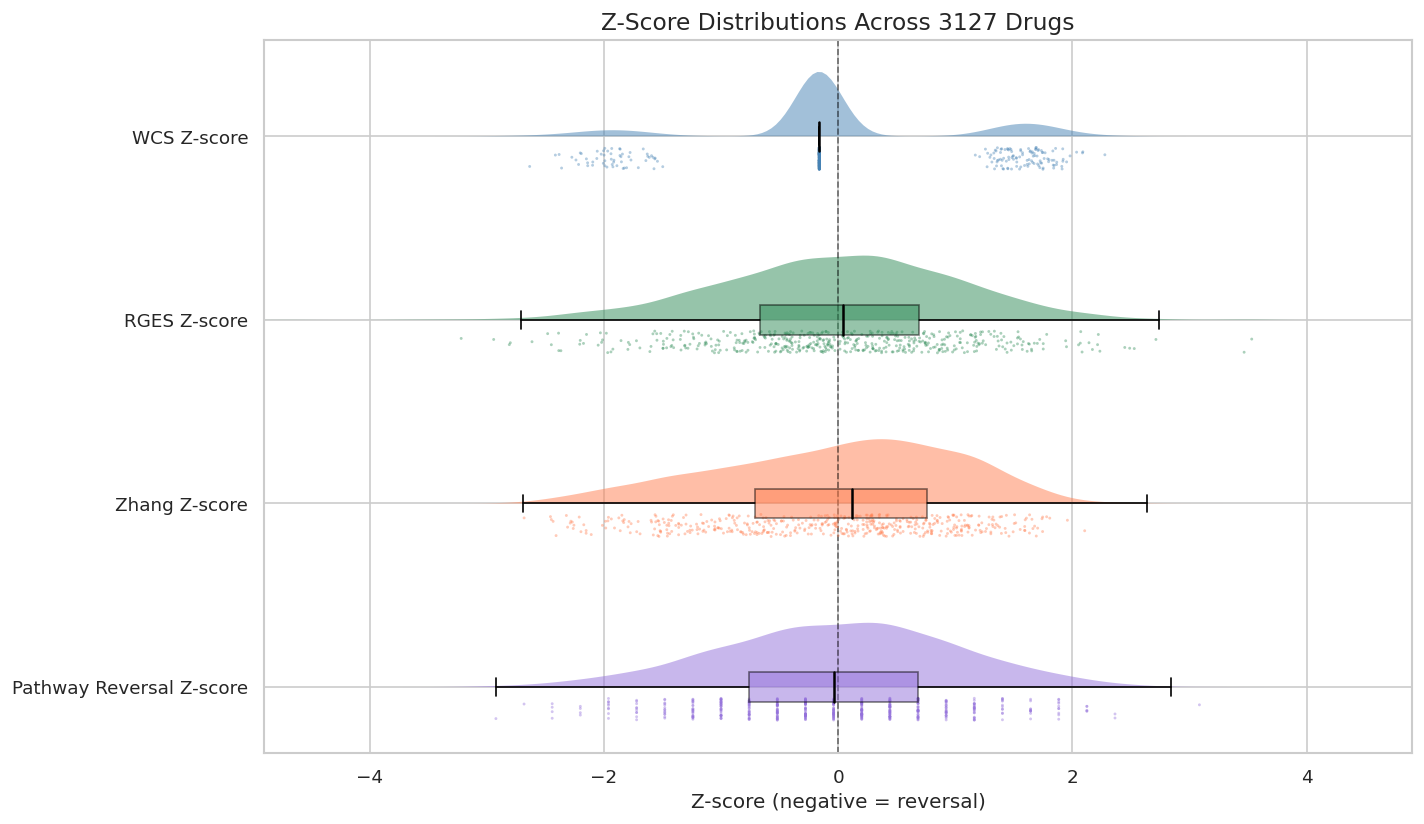 Z-Score Distributions Across 3127 Drugs
WCS Z-score
RGES Z-score
Zhang Z-score
Pathway Reversal Z-score
−4 −2 0 2 4
Z-score (negative = reversal)